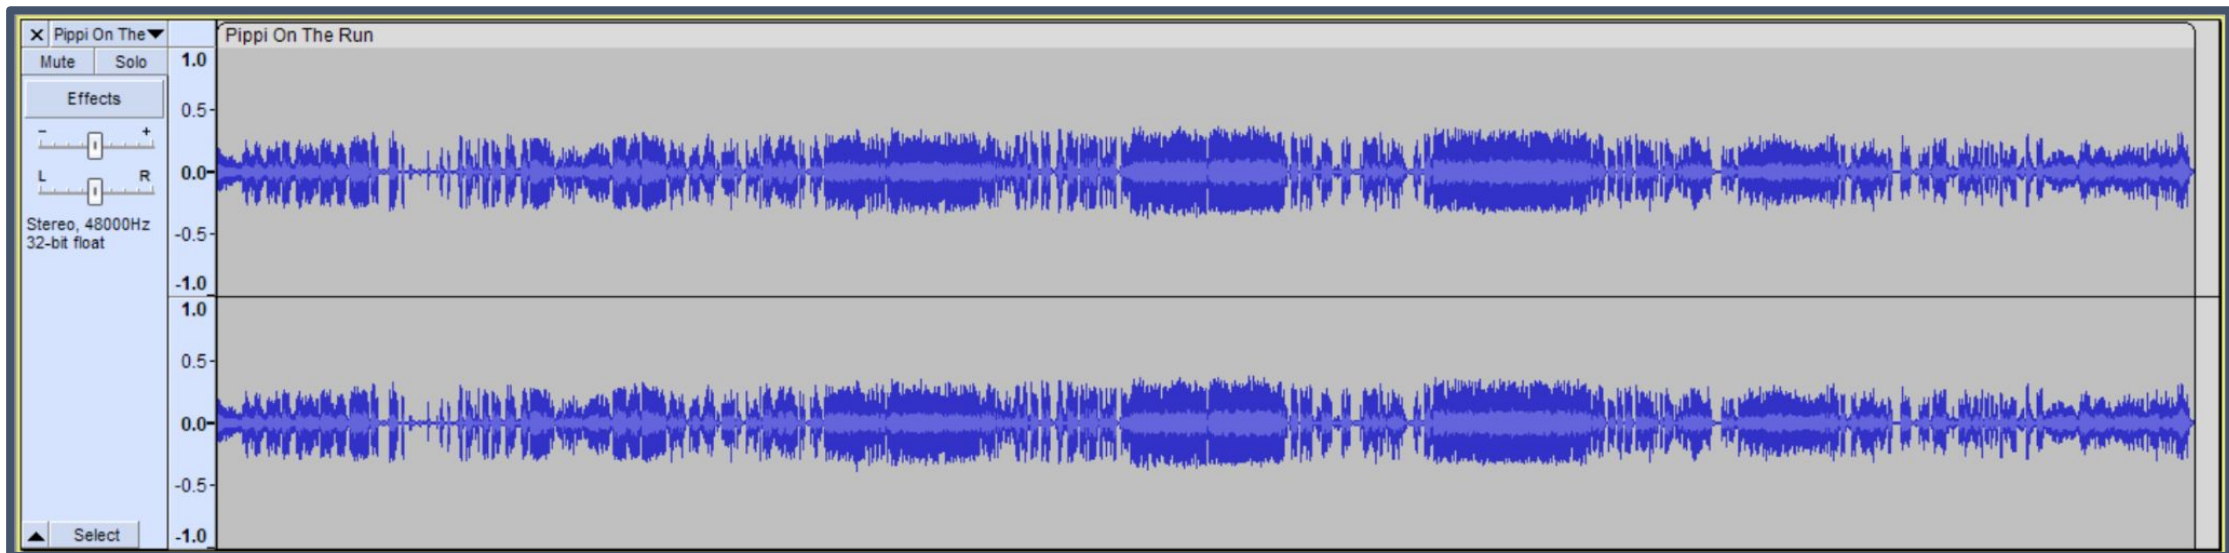 Pippi On The
Pippi On The Run
Mute Solo
Effects
- +
L R
Stereo, 48000Hz
32-bit float
Select
1.0
0.5-
0.0-
-0.5-
-1.0
1.0
0.5-
0.0-
-0.5-
-1.0